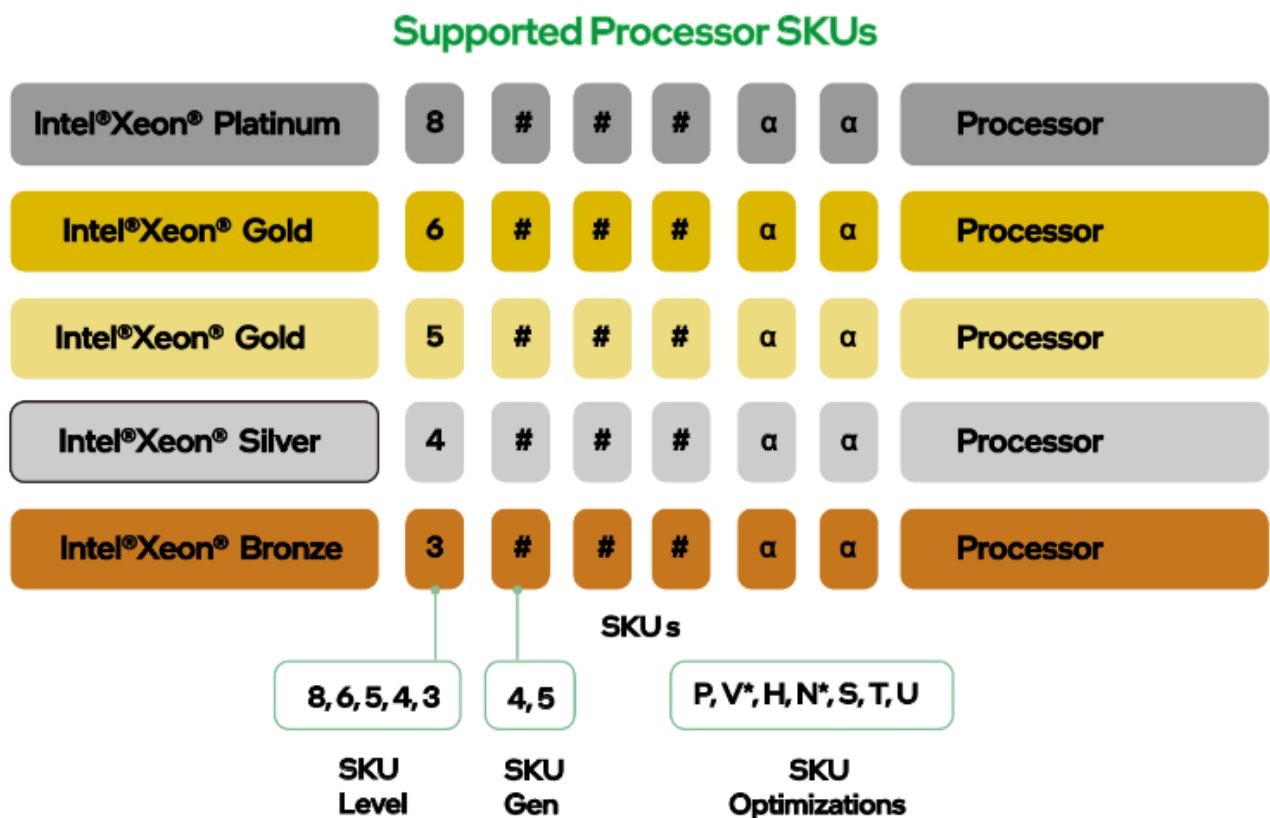 Supported Processor SKUs
Intel®Xeon® Platinum 8 # # # α α Processor
Intel®Xeon® Gold 6 # # # α α Processor
Intel®Xeon® Gold 5 # # # α α Processor
Intel®Xeon® Silver 4 # # # α α Processor
Intel®Xeon® Bronze 3 # # # α α Processor
SKUs
8, 6, 5, 4, 3 4, 5 P, V*, H, N*, S, T, U
SKU SKU SKU
Level Gen Optimizations